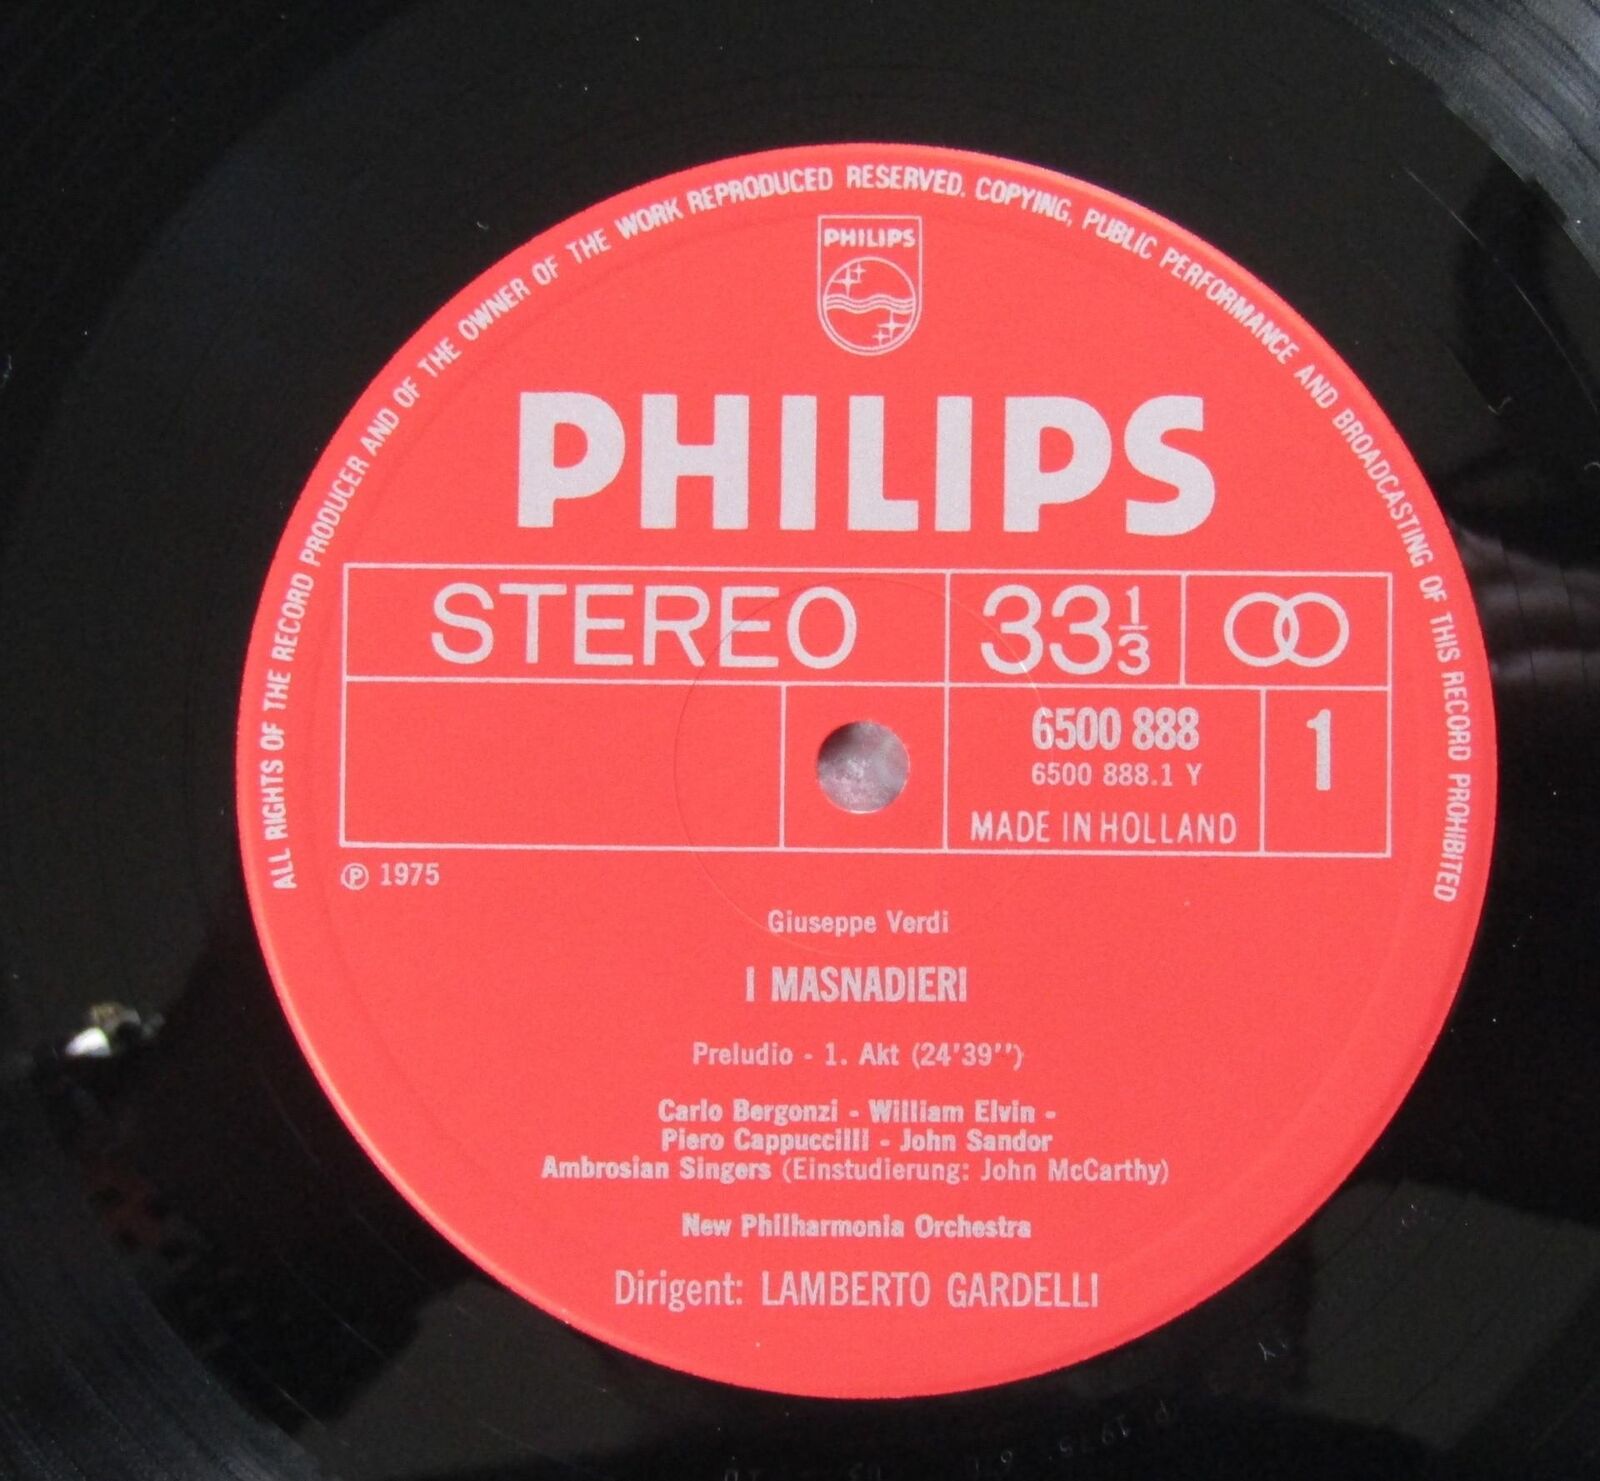 ALL RIGHTS OF THE RECORD PRODUCER AND OF THE OWNER OF THE WORK REPRODUCED RESERVED. COPYING, PUBLIC PERFORMANCE AND BROADCASTING OF THIS RECORD PROHIBITED
PHILIPS
PHILIPS
STEREO 33 1/3
6500 888 1
6500 888.1 Y
MADE IN HOLLAND
℗ 1975
Giuseppe Verdi
I MASNADIERI
Preludio - 1. Akt (24'39'')
Carlo Bergonzi - William Elvin -
Piero Cappuccilli - John Sandor
Ambrosian Singers (Einstudierung: John McCarthy)
New Philharmonia Orchestra
Dirigent: LAMBERTO GARDELLI